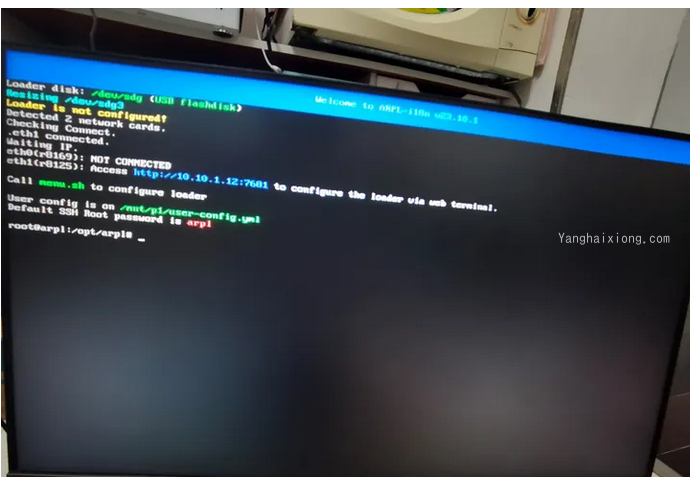 Welcome to ARPL-i18n v23.10.1
Loader disk: /dev/sdg (USB flashdisk)
Resizing /dev/sdg3
Loader is not configured!
Detected 2 network cards.
Checking Connect.
.eth1 connected.
Waiting IP.
eth0(r8169): NOT CONNECTED
eth1(r8125): Access http://10.10.1.12:7681 to configure the loader via web terminal.
Call menu.sh to configure loader
User config is on /mnt/p1/user-config.yml
Default SSH Root password is arpl
root@arpl:/opt/arpl# _
Yanghaixiong.com